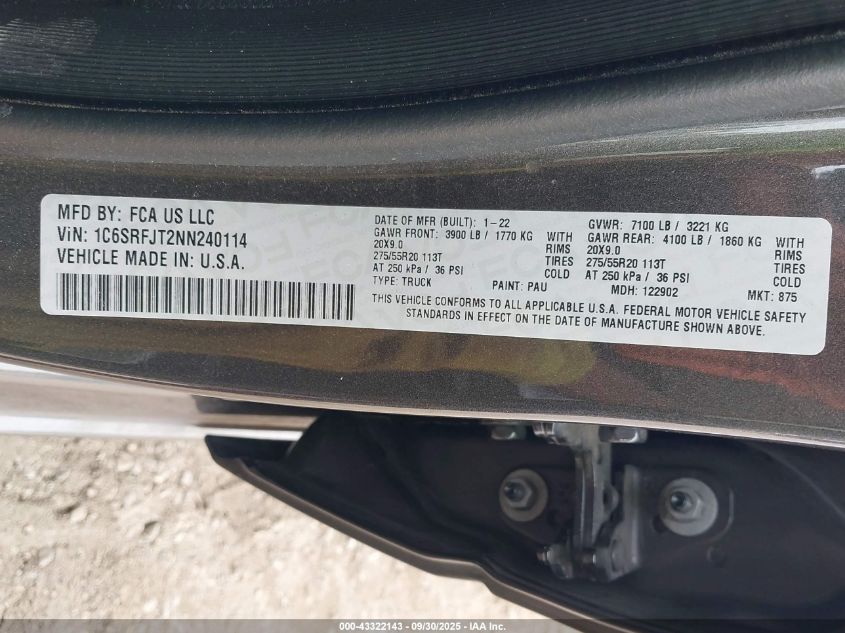 MFD BY: FCA US LLC
ViN: 1C6SRFJT2NN240114
VEHICLE MADE IN: U.S.A.
DATE OF MFR (BUILT): 1-22
GAWR FRONT: 3900 LB / 1770 KG
20X9.0 RIMS
275/55R20 113T TIRES
AT 250 kPa / 36 PSI COLD
TYPE: TRUCK PAINT: PAU
GVWR: 7100 LB / 3221 KG
GAWR REAR: 4100 LB / 1860 KG
20X9.0 RIMS
275/55R20 113T TIRES
AT 250 kPa / 36 PSI COLD
MDH: 122902 MKT: 875
THIS VEHICLE CONFORMS TO ALL APPLICABLE U.S.A. FEDERAL MOTOR VEHICLE SAFETY
STANDARDS IN EFFECT ON THE DATE OF MANUFACTURE SHOWN ABOVE.
000-43322143 - 09/30/2025 - IAA Inc.